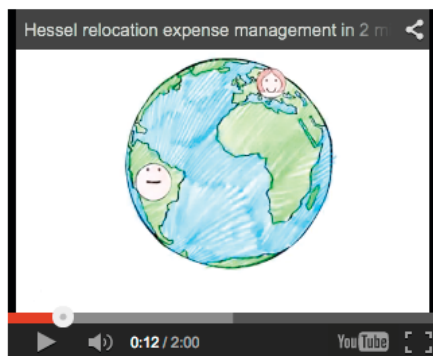 Hessel relocation expense management in 2 m
0:12 / 2:00 YouTube